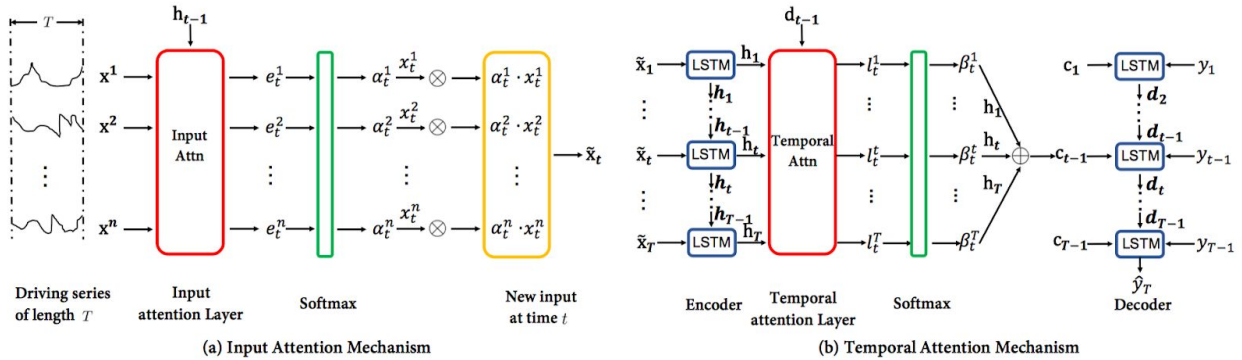 T
h_{t-1}
x^1 e_t^1 α_t^1 x_t^1 ⊗ α_t^1 · x_t^1
x^2 e_t^2 α_t^2 x_t^2 ⊗ α_t^2 · x_t^2
Input
Attn
x̃_t
⋮ ⋮ ⋮ ⋮
x^n e_t^n α_t^n x_t^n ⊗ α_t^n · x_t^n
Driving series
of length T
Input
attention Layer
Softmax
New input
at time t
(a) Input Attention Mechanism
d_{t-1}
x̃_1 LSTM h_1 l_t^1 β_t^1 h_1
h_1
⋮ ⋮ ⋮ ⋮
h_{t-1}
x̃_t LSTM h_t Temporal l_t^t β_t^t h_t ⊕ c_{t-1} LSTM y_{t-1}
Attn
h_t
⋮ ⋮ ⋮ ⋮
h_{T-1}
x̃_T LSTM h_T l_t^T β_t^T h_T
c_1 LSTM y_1
d_2
d_{t-1}
d_t
d_{T-1}
c_{T-1} LSTM y_{T-1}
ŷ_T
Encoder
Temporal
attention Layer
Softmax
Decoder
(b) Temporal Attention Mechanism